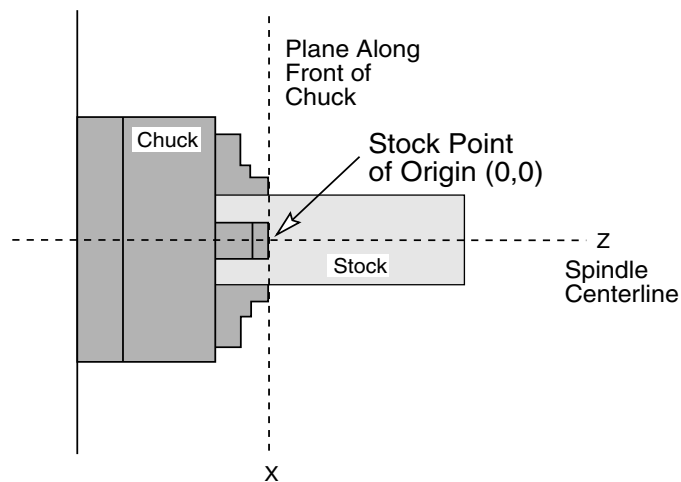 Plane Along
Front of
Chuck
Chuck
Stock Point
of Origin (0,0)
Z
Stock
Spindle
Centerline
X